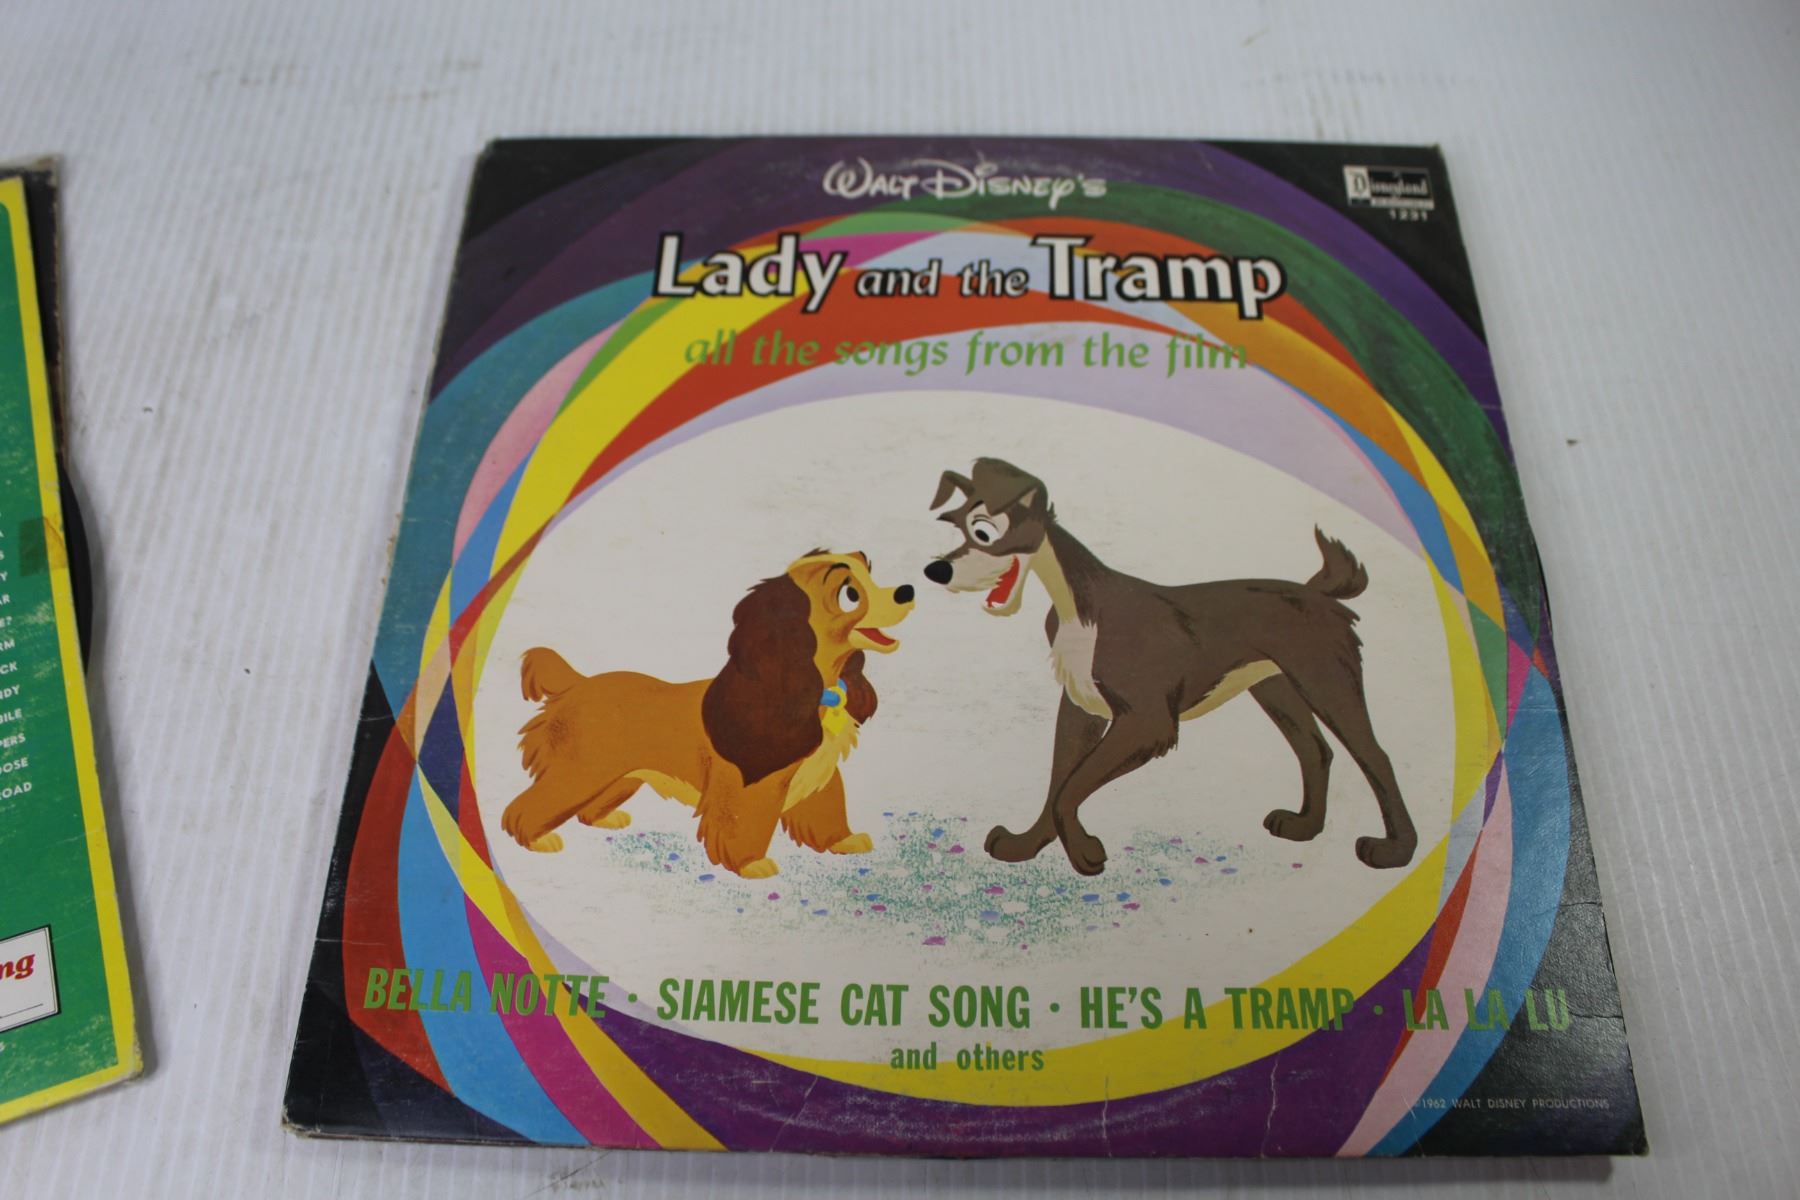 WALT DISNEY'S
Disneyland
1231
Lady and the Tramp
all the songs from the film
BELLA NOTTE · SIAMESE CAT SONG · HE'S A TRAMP · LA LA LU
and others
©1962 WALT DISNEY PRODUCTIONS